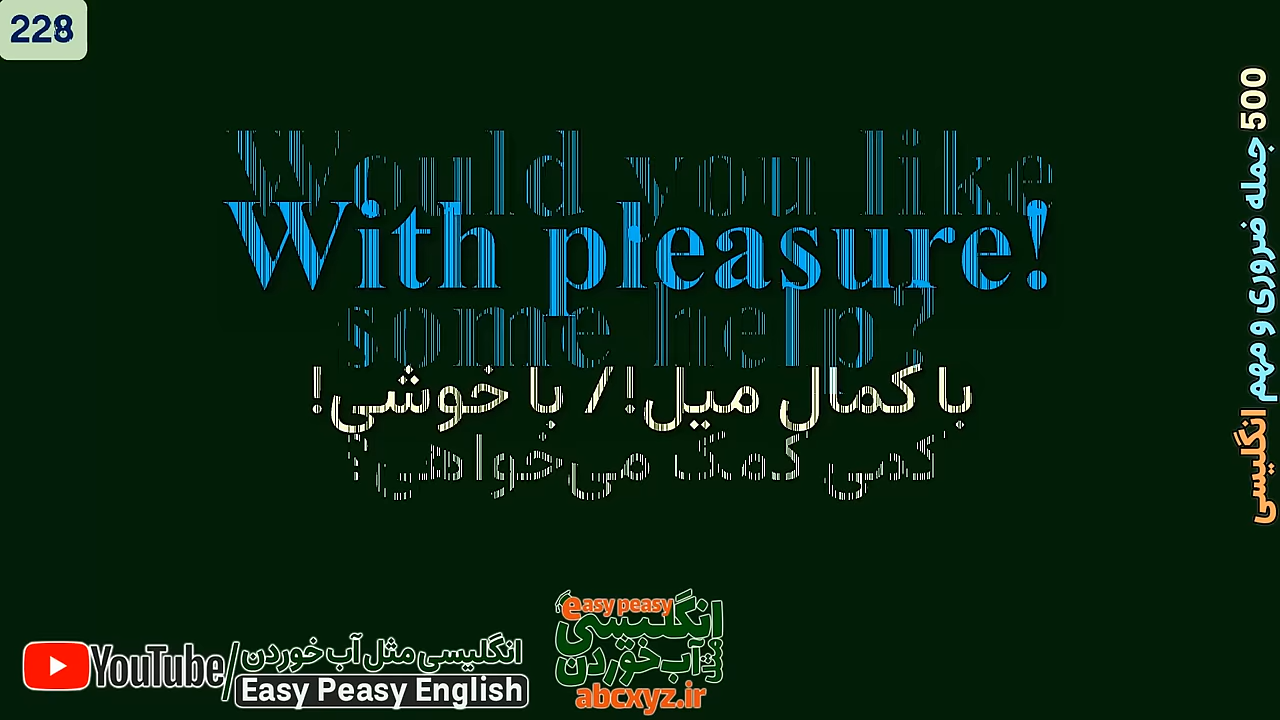 228
Would you like
With pleasure!
some help?
با کمال میل!/ با خوشی!
کمی کمک می‌خواهی؟
500 جمله ضروری و مهم انگلیسی
YouTube/انگلیسی مثل آب خوردن
Easy Peasy English
easy peasy
انگلیسی
مثل آب خوردن
abcxyz.ir